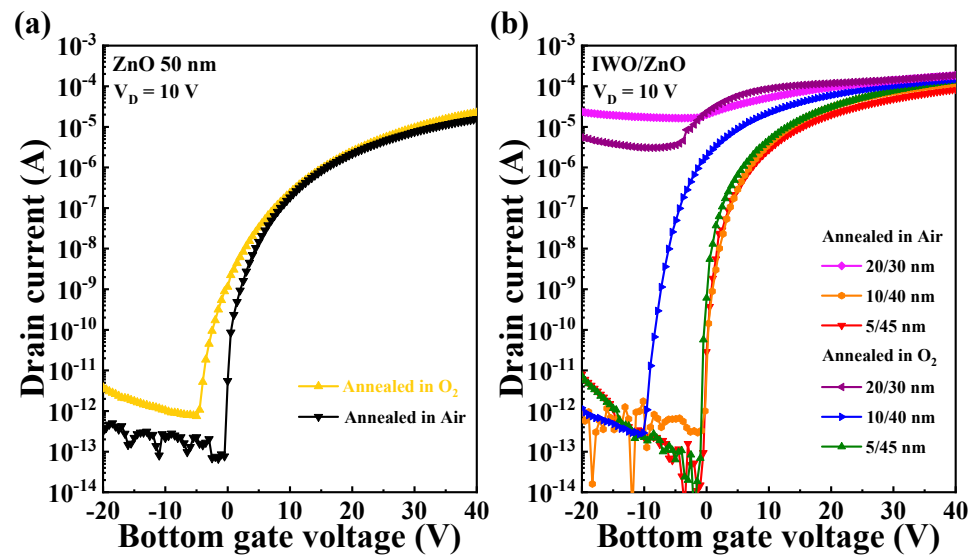 (a)
ZnO 50 nm
V_D = 10 V
Drain current (A)
10⁻³
10⁻⁴
10⁻⁵
10⁻⁶
10⁻⁷
10⁻⁸
10⁻⁹
10⁻¹⁰
10⁻¹¹
10⁻¹²
10⁻¹³
10⁻¹⁴
Annealed in O₂
Annealed in Air
-20 -10 0 10 20 30 40
Bottom gate voltage (V)
(b)
IWO/ZnO
V_D = 10 V
Drain current (A)
10⁻³
10⁻⁴
10⁻⁵
10⁻⁶
10⁻⁷
10⁻⁸
10⁻⁹
10⁻¹⁰
10⁻¹¹
10⁻¹²
10⁻¹³
10⁻¹⁴
Annealed in Air
20/30 nm
10/40 nm
5/45 nm
Annealed in O₂
20/30 nm
10/40 nm
5/45 nm
-20 -10 0 10 20 30 40
Bottom gate voltage (V)